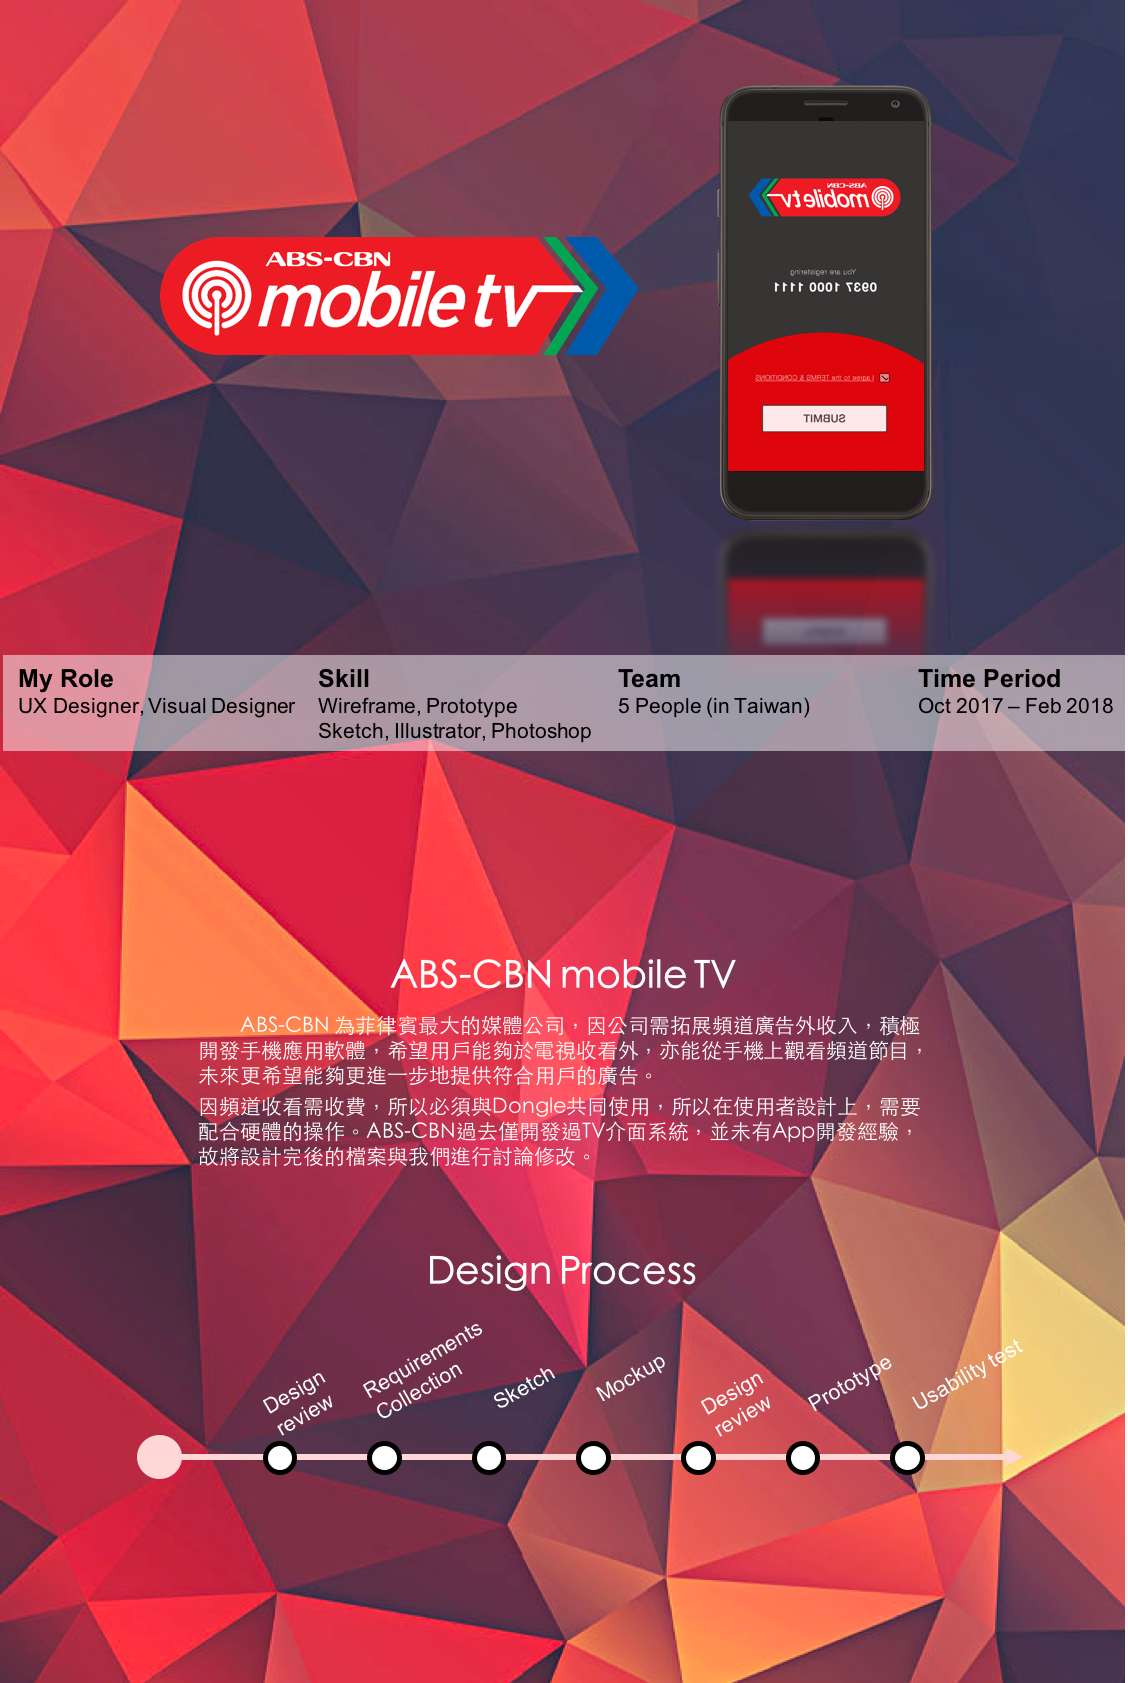 ABS-CBN
mobile tv
ABS-CBN
mobile tv
You are registering
0937 1000 1111
I agree to the TERMS & CONDITIONS
SUBMIT
My Role
UX Designer, Visual Designer
Skill
Wireframe, Prototype
Sketch, Illustrator, Photoshop
Team
5 People (in Taiwan)
Time Period
Oct 2017 – Feb 2018
ABS-CBN mobile TV
ABS-CBN 為菲律賓最大的媒體公司，因公司需拓展頻道廣告外收入，積極
開發手機應用軟體，希望用戶能夠於電視收看外，亦能從手機上觀看頻道節目，
未來更希望能夠更進一步地提供符合用戶的廣告。
因頻道收看需收費，所以必須與Dongle共同使用，所以在使用者設計上，需要
配合硬體的操作。ABS-CBN過去僅開發過TV介面系統，並未有App開發經驗，
故將設計完後的檔案與我們進行討論修改。
Design Process
Design
review
Requirements
Collection
Sketch
Mockup
Design
review
Prototype
Usability test